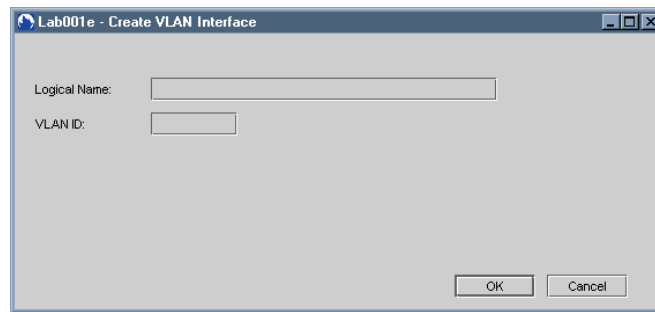 Lab001e - Create VLAN Interface
Logical Name:
VLAN ID:
OK Cancel